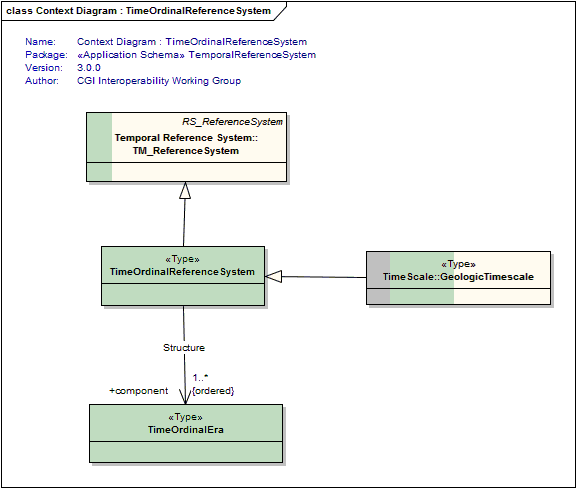 class Context Diagram : TimeOrdinalReferenceSystem
Name: Context Diagram : TimeOrdinalReferenceSystem
Package: «Application Schema» TemporalReferenceSystem
Version: 3.0.0
Author: CGI Interoperability Working Group
RS_ReferenceSystem
Temporal Reference System::
TM_ReferenceSystem
«Type»
TimeOrdinalReferenceSystem
«Type»
TimeScale::GeologicTimescale
Structure
+component
1..*
{ordered}
«Type»
TimeOrdinalEra